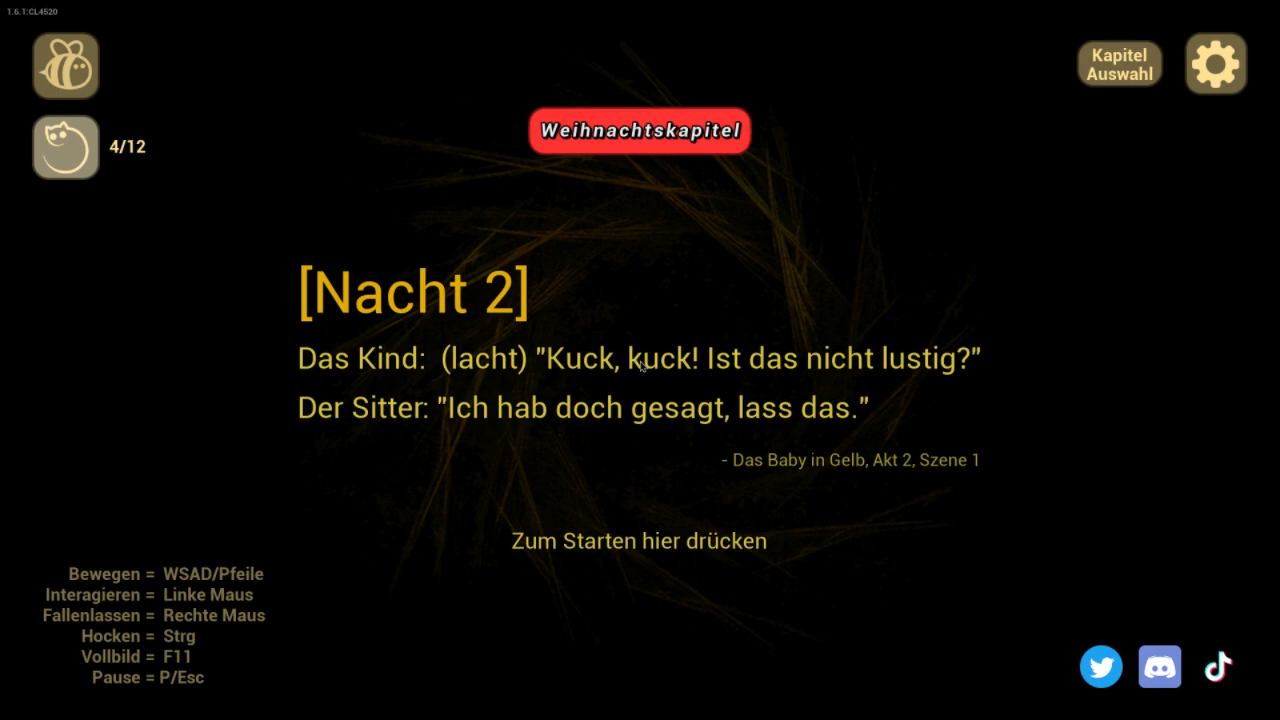 1.6.1:CL4520
Kapitel
Auswahl
Weihnachtskapitel
4/12
[Nacht 2]
Das Kind:  (lacht) "Kuck, kuck! Ist das nicht lustig?"
Der Sitter: "Ich hab doch gesagt, lass das."
- Das Baby in Gelb, Akt 2, Szene 1
Zum Starten hier drücken
Bewegen = WSAD/Pfeile
Interagieren = Linke Maus
Fallenlassen = Rechte Maus
Hocken = Strg
Vollbild = F11
Pause = P/Esc